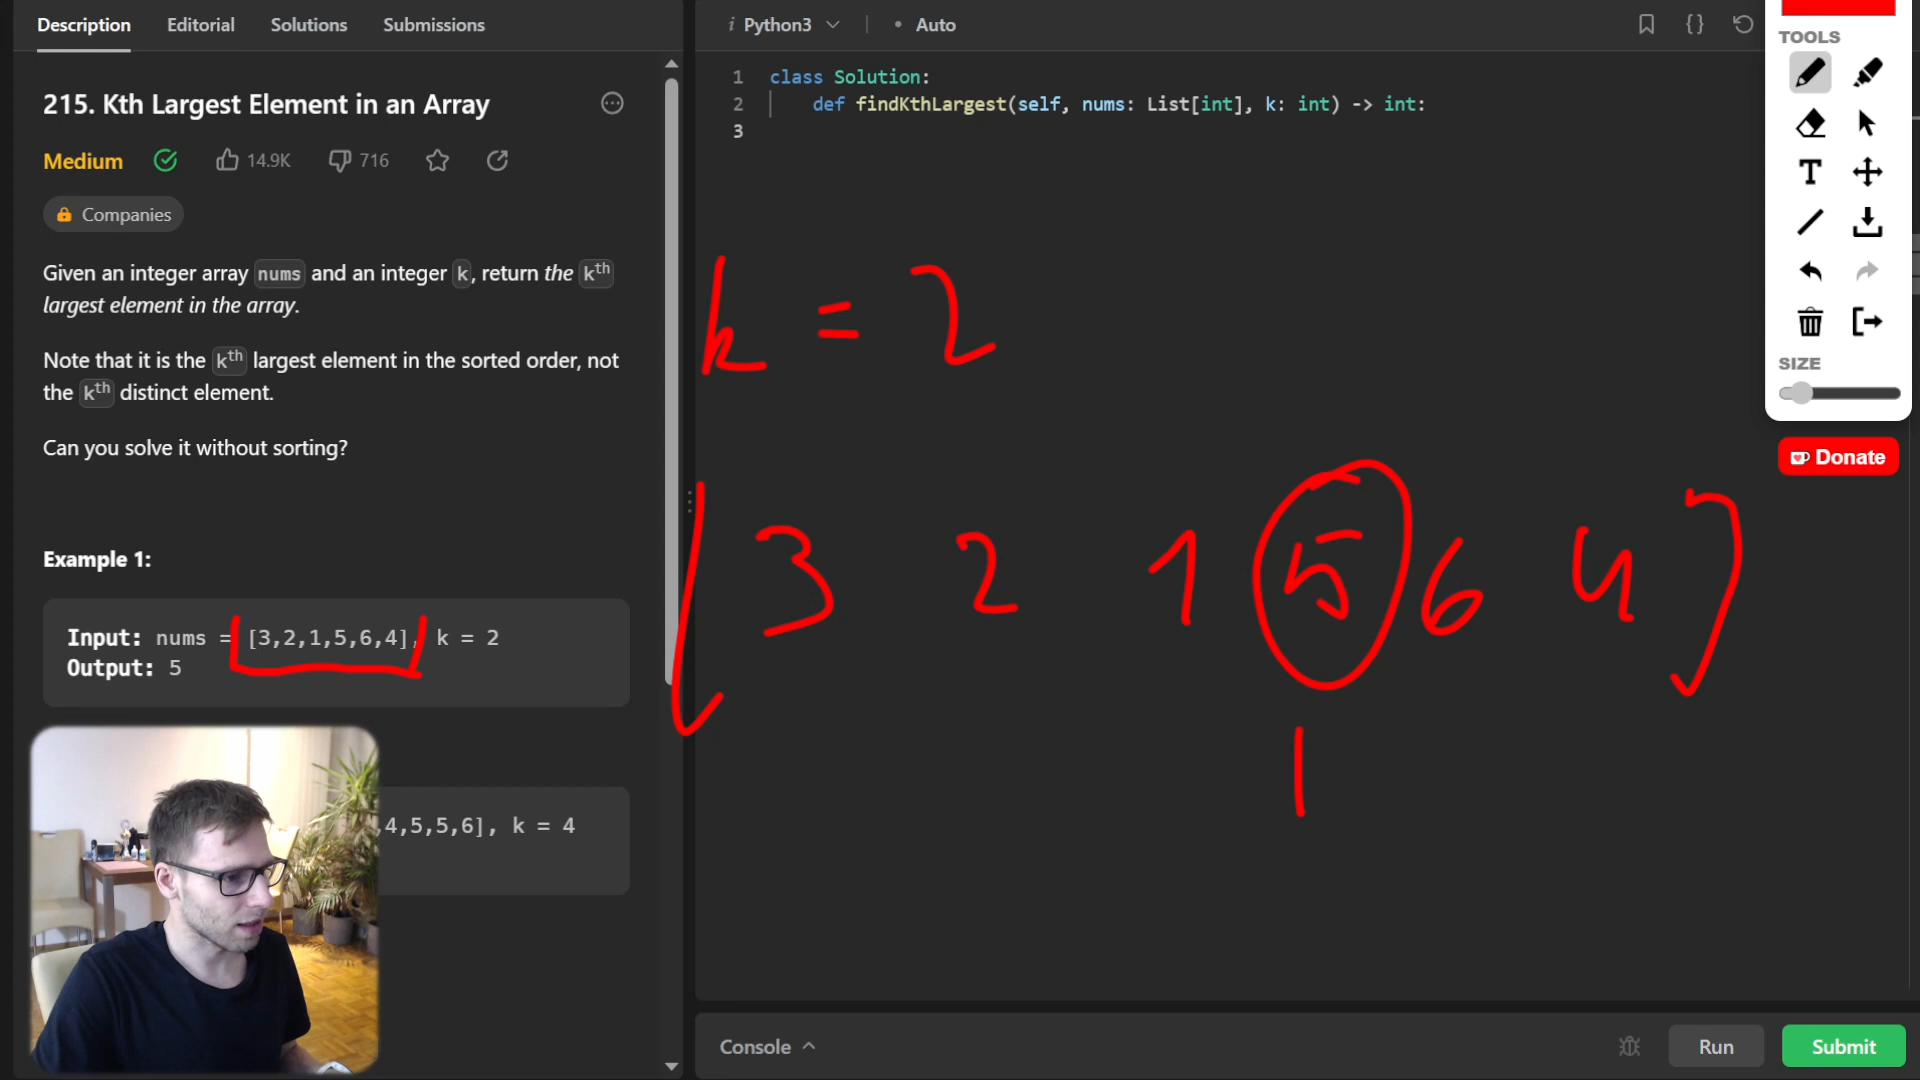 Description Editorial Solutions Submissions
215. Kth Largest Element in an Array
Medium 14.9K 716
Companies
Given an integer array nums and an integer k, return the kth
largest element in the array.
Note that it is the kth largest element in the sorted order, not
the kth distinct element.
Can you solve it without sorting?
Example 1:
Input: nums = [3,2,1,5,6,4], k = 2
Output: 5
,4,5,5,6], k = 4
i Python3 • Auto
1 class Solution:
2 def findKthLargest(self, nums: List[int], k: int) -> int:
3
k = 2
[ 3 2 1 5 6 4 ]
Console Run Submit
TOOLS
T
SIZE
Donate